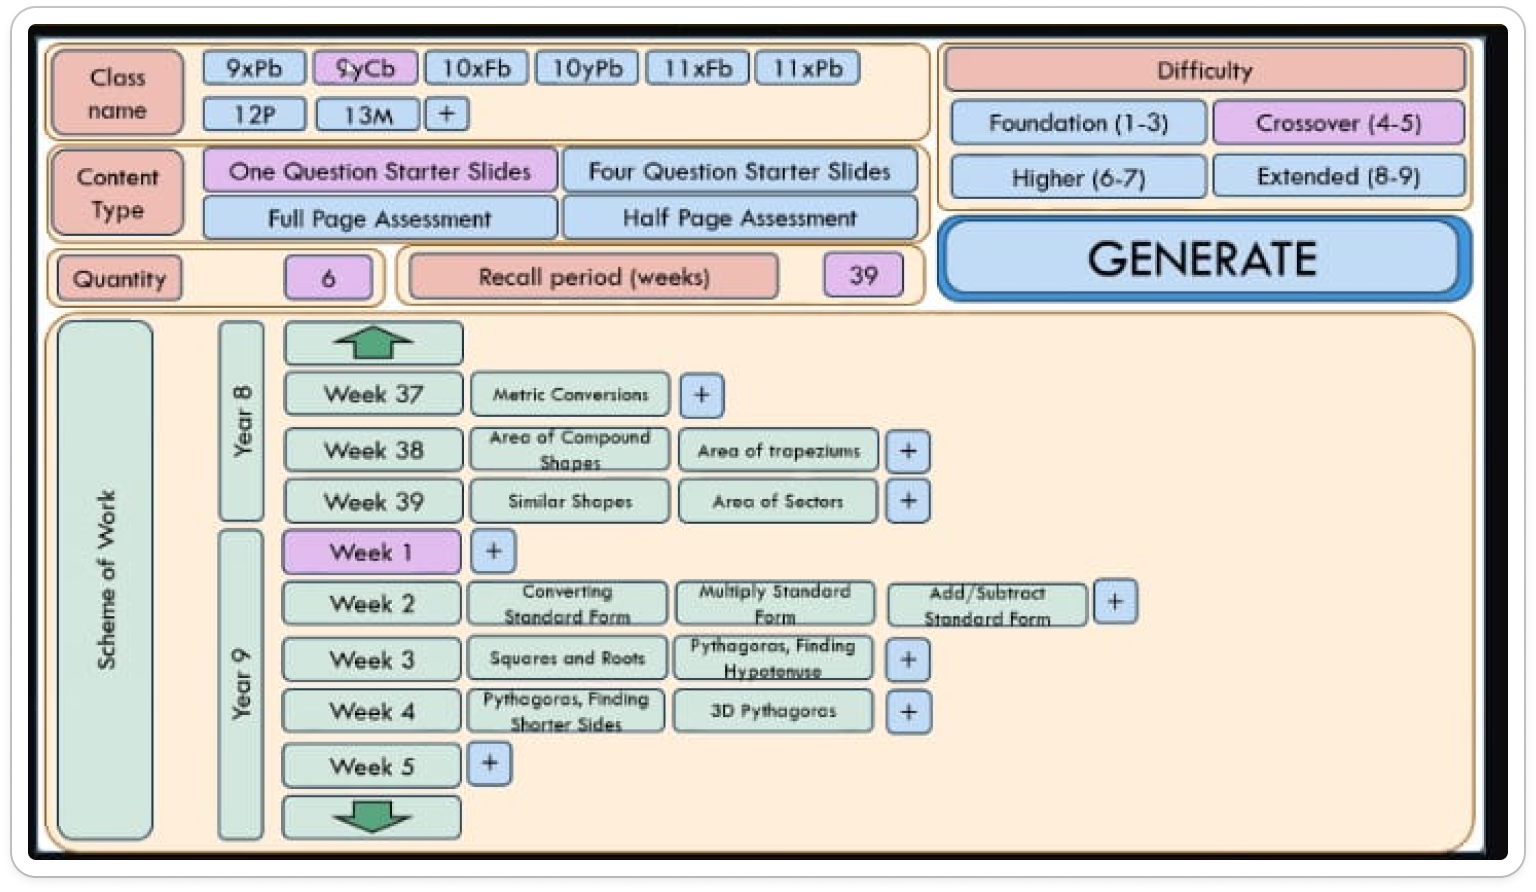 Class
name
9xPb
9yCb
10xFb
10yPb
11xFb
11xPb
12P
13M
+
Difficulty
Foundation (1-3)
Crossover (4-5)
Higher (6-7)
Extended (8-9)
Content
Type
One Question Starter Slides
Four Question Starter Slides
Full Page Assessment
Half Page Assessment
GENERATE
Quantity
6
Recall period (weeks)
39
Scheme of Work
Year 8
Week 37
Metric Conversions
+
Week 38
Area of Compound
Shapes
Area of trapeziums
+
Week 39
Similar Shapes
Area of Sectors
+
Year 9
Week 1
+
Week 2
Converting
Standard Form
Multiply Standard
Form
Add/Subtract
Standard Form
+
Week 3
Squares and Roots
Pythagoras, Finding
Hypotenuse
+
Week 4
Pythagoras, Finding
Shorter Sides
3D Pythagoras
+
Week 5
+